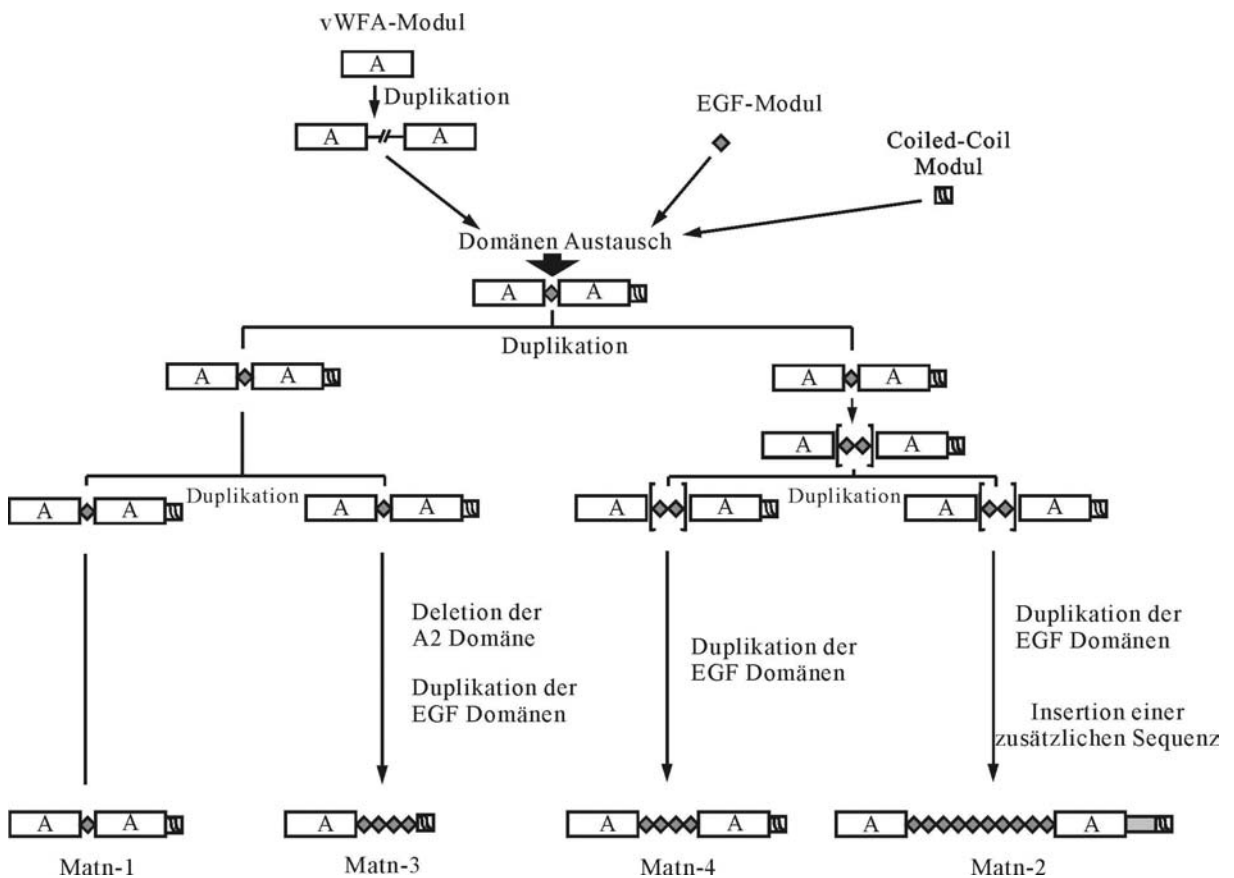 vWFA-Modul
A
Duplikation
A A
EGF-Modul
Coiled-Coil
Modul
Domänen Austausch
A A
Duplikation
A A
A A
A A
Duplikation
Duplikation
A A
A A
A A
A A
Deletion der
A2 Domäne
Duplikation der
EGF Domänen
Duplikation der
EGF Domänen
Duplikation der
EGF Domänen
Insertion einer
zusätzlichen Sequenz
A A
A
A A
A A
Matn-1
Matn-3
Matn-4
Matn-2